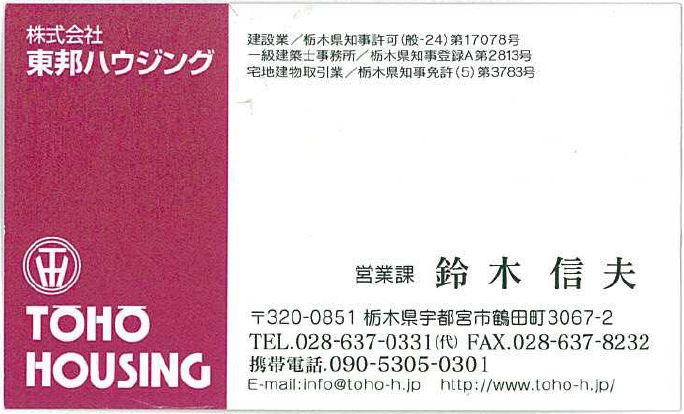 株式会社
東邦ハウジング
TOHO
HOUSING
建設業／栃木県知事許可(般-24)第17078号
一級建築士事務所／栃木県知事登録A第2813号
宅地建物取引業／栃木県知事免許(5)第3783号
営業課 鈴木 信夫
〒320-0851 栃木県宇都宮市鶴田町3067-2
TEL.028-637-0331(代) FAX.028-637-8232
携帯電話.090-5305-0301
E-mail:info@toho-h.jp http://www.toho-h.jp/